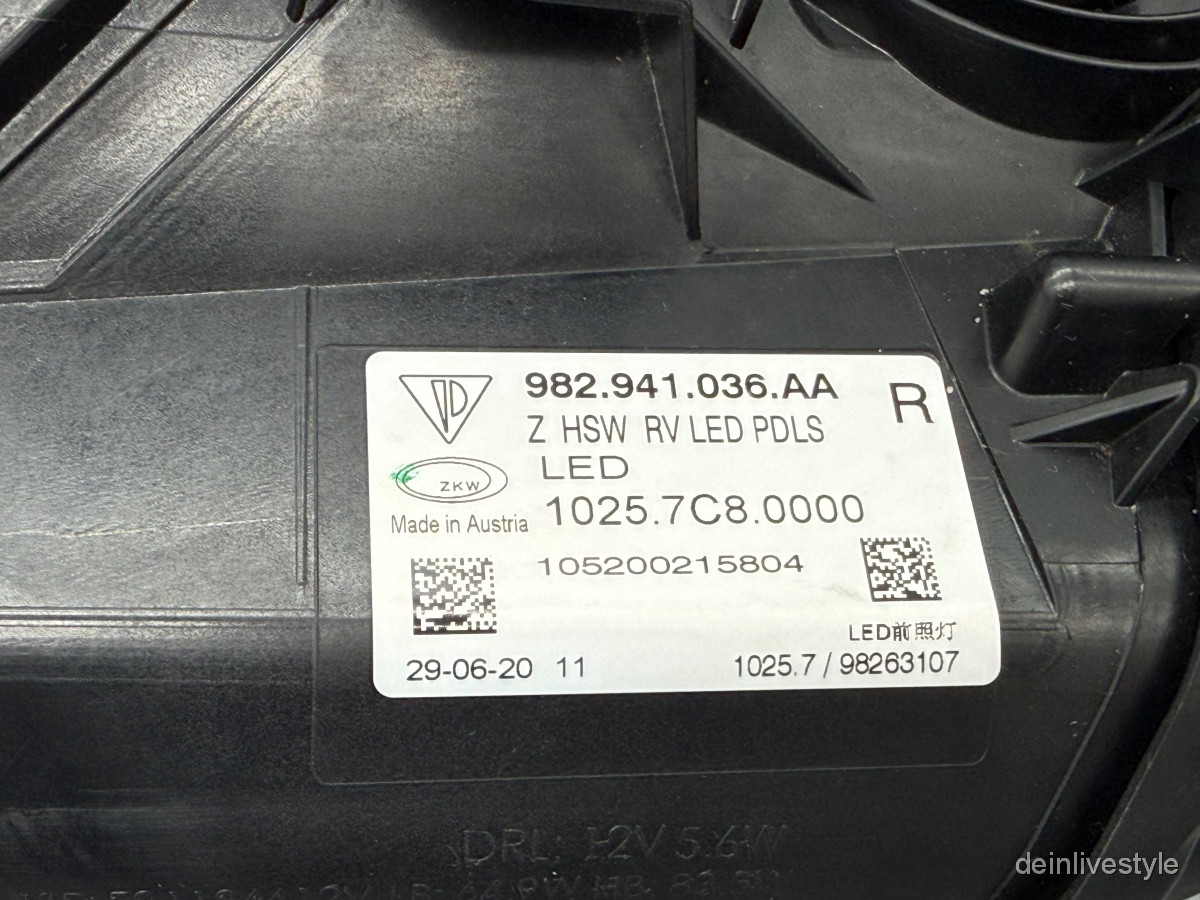 982.941.036.AA
R
Z HSW RV LED PDLS
LED
ZKW
1025.7C8.0000
Made in Austria
105200215804
LED前照灯
29-06-20 11
1025.7 / 98263107
DRL: 12V 5.6W
deinlivestyle